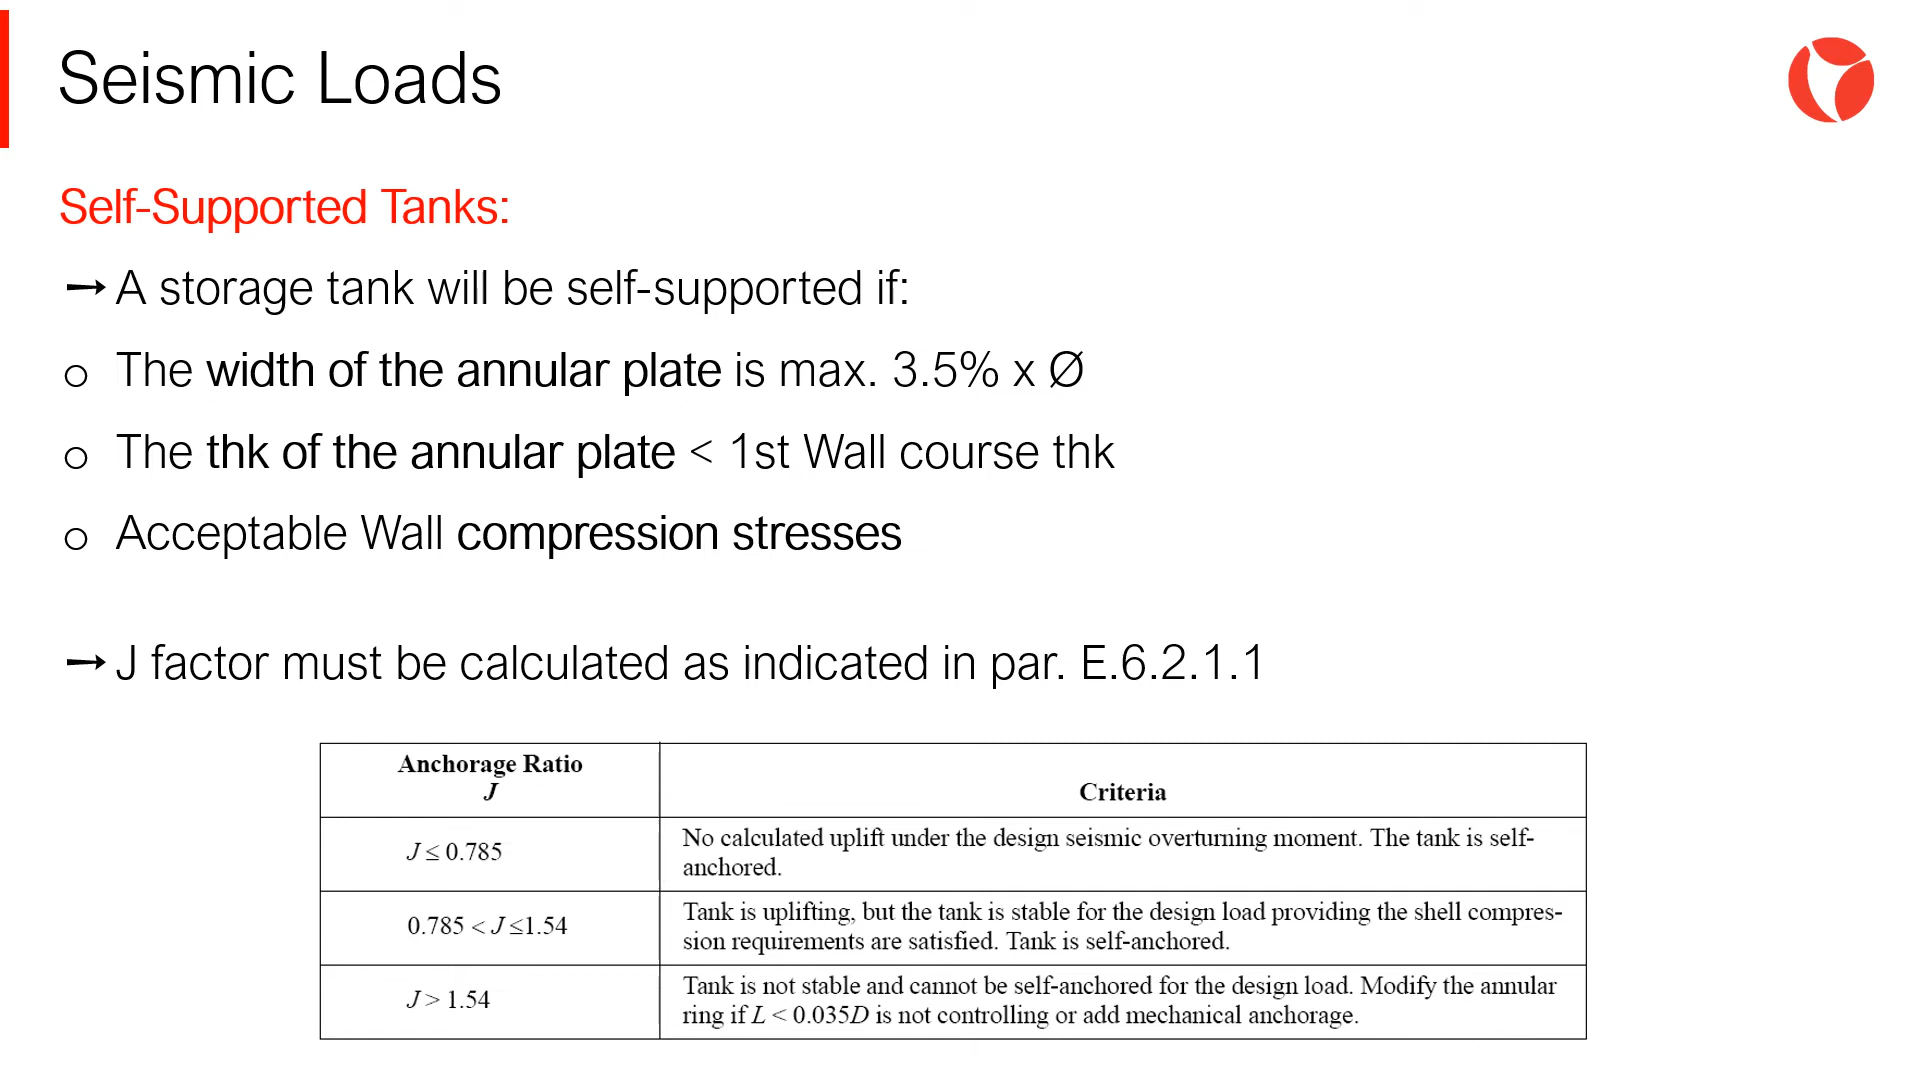 Seismic Loads
Self-Supported Tanks:
→ A storage tank will be self-supported if:
o The width of the annular plate is max. 3.5% x Ø
o The thk of the annular plate < 1st Wall course thk
o Acceptable Wall compression stresses
→ J factor must be calculated as indicated in par. E.6.2.1.1
Anchorage Ratio
J
Criteria
J ≤ 0.785
No calculated uplift under the design seismic overturning moment. The tank is self-
anchored.
0.785 < J ≤1.54
Tank is uplifting, but the tank is stable for the design load providing the shell compres-
sion requirements are satisfied. Tank is self-anchored.
J > 1.54
Tank is not stable and cannot be self-anchored for the design load. Modify the annular
ring if L < 0.035D is not controlling or add mechanical anchorage.